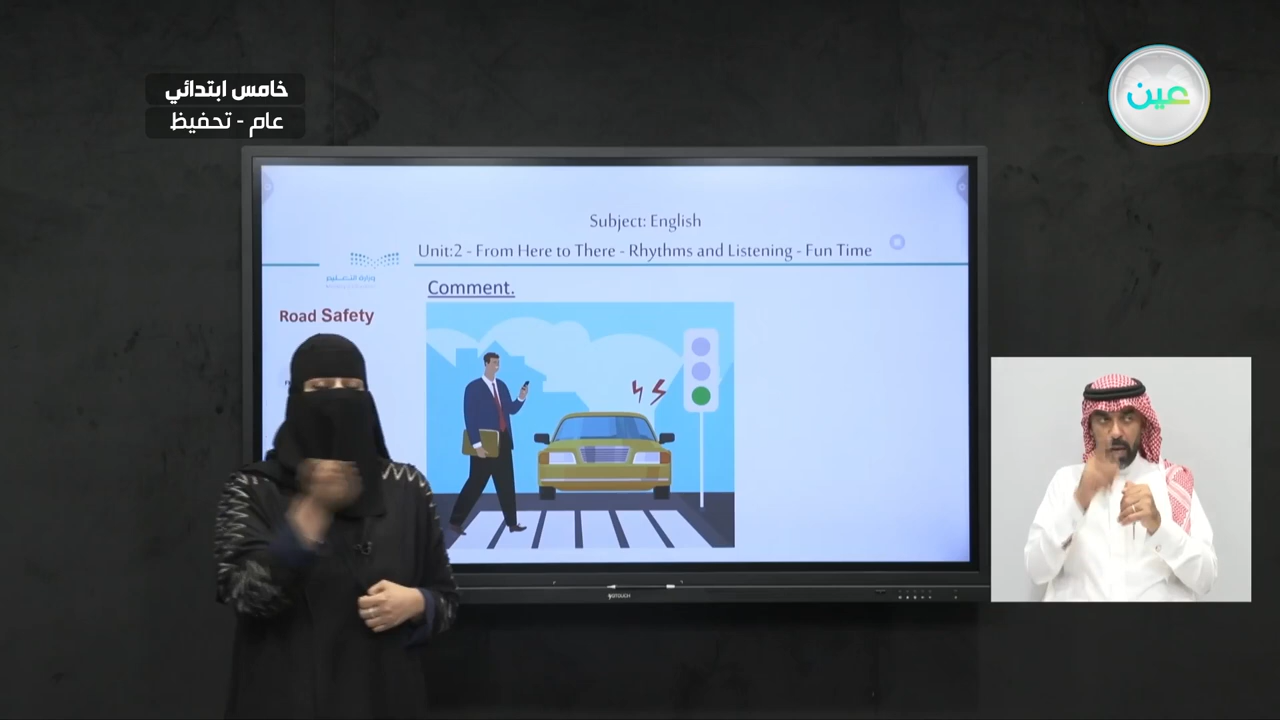 خامس ابتدائي
عام - تحفيظ
عين
Subject: English
Unit:2 - From Here to There - Rhythms and Listening - Fun Time
وزارة التعليم
Comment.
Road Safety